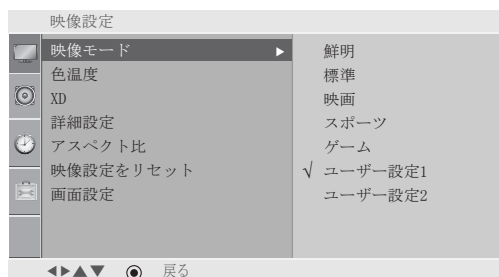 映像設定
映像モード ▶
色温度
XD
詳細設定
アスペクト比
映像設定をリセット
画面設定
鮮明
標準
映画
スポーツ
ゲーム
√ ユーザー設定1
ユーザー設定2
◀▶▲▼ ◉ 戻る